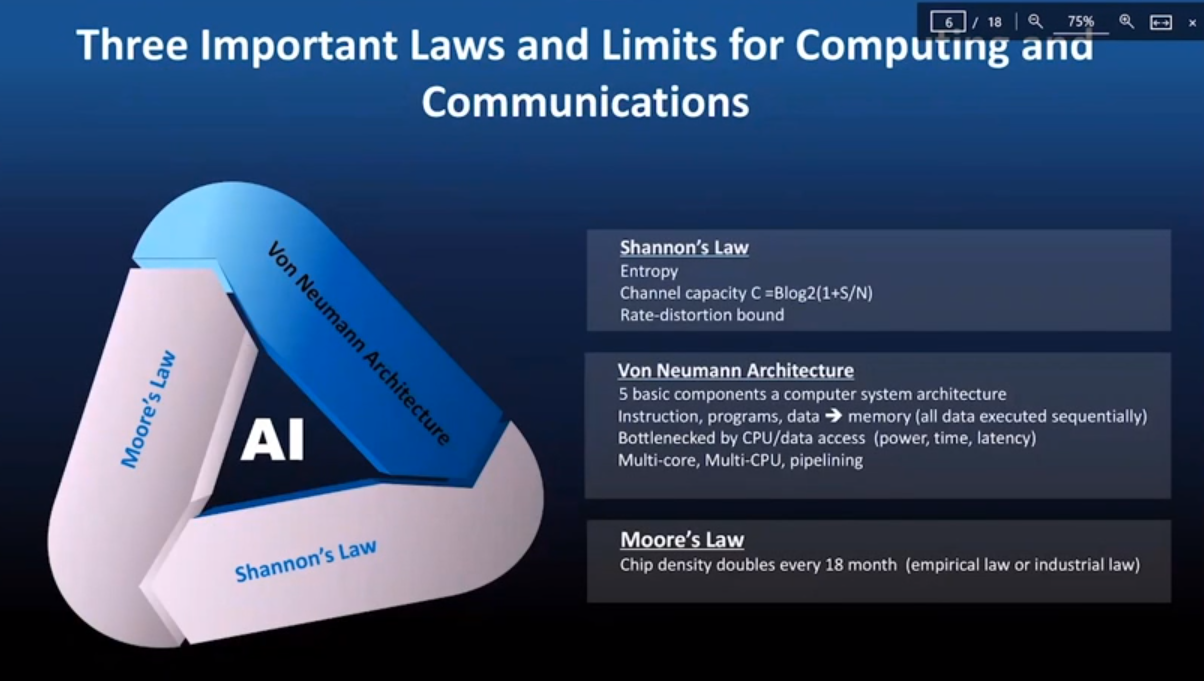 6 / 18 75%
Three Important Laws and Limits for Computing and
Communications
Von Neumann Architecture
Moore's Law
AI
Shannon's Law
Shannon's Law
Entropy
Channel capacity C =Blog2(1+S/N)
Rate-distortion bound
Von Neumann Architecture
5 basic components a computer system architecture
Instruction, programs, data ➔ memory (all data executed sequentially)
Bottlenecked by CPU/data access (power, time, latency)
Multi-core, Multi-CPU, pipelining
Moore's Law
Chip density doubles every 18 month (empirical law or industrial law)